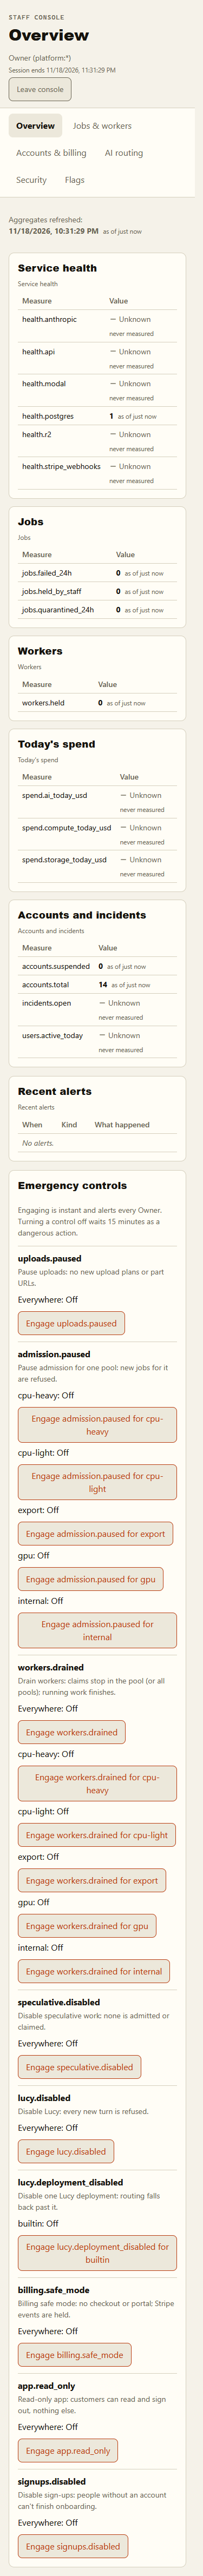 STAFF CONSOLE
Overview
Owner (platform:*)
Session ends 11/18/2026, 11:31:29 PM
Leave console
Overview
Jobs & workers
Accounts & billing
AI routing
Security
Flags
Aggregates refreshed:
11/18/2026, 10:31:29 PM as of just now
Service health
Service health
Measure Value
health.anthropic — Unknown
never measured
health.api — Unknown
never measured
health.modal — Unknown
never measured
health.postgres 1 as of just now
health.r2 — Unknown
never measured
health.stripe_webhooks — Unknown
never measured
Jobs
Jobs
Measure Value
jobs.failed_24h 0 as of just now
jobs.held_by_staff 0 as of just now
jobs.quarantined_24h 0 as of just now
Workers
Workers
Measure Value
workers.held 0 as of just now
Today's spend
Today's spend
Measure Value
spend.ai_today_usd — Unknown
never measured
spend.compute_today_usd — Unknown
never measured
spend.storage_today_usd — Unknown
never measured
Accounts and incidents
Accounts and incidents
Measure Value
accounts.suspended 0 as of just now
accounts.total 14 as of just now
incidents.open — Unknown
never measured
users.active_today — Unknown
never measured
Recent alerts
Recent alerts
When Kind What happened
No alerts.
Emergency controls
Engaging is instant and alerts every Owner.
Turning a control off waits 15 minutes as a
dangerous action.
uploads.paused
Pause uploads: no new upload plans or part
URLs.
Everywhere: Off
Engage uploads.paused
admission.paused
Pause admission for one pool: new jobs for it
are refused.
cpu-heavy: Off
Engage admission.paused for cpu-
heavy
cpu-light: Off
Engage admission.paused for cpu-
light
export: Off
Engage admission.paused for export
gpu: Off
Engage admission.paused for gpu
internal: Off
Engage admission.paused for
internal
workers.drained
Drain workers: claims stop in the pool (or all
pools); running work finishes.
Everywhere: Off
Engage workers.drained
cpu-heavy: Off
Engage workers.drained for cpu-
heavy
cpu-light: Off
Engage workers.drained for cpu-light
export: Off
Engage workers.drained for export
gpu: Off
Engage workers.drained for gpu
internal: Off
Engage workers.drained for internal
speculative.disabled
Disable speculative work: none is admitted or
claimed.
Everywhere: Off
Engage speculative.disabled
lucy.disabled
Disable Lucy: every new turn is refused.
Everywhere: Off
Engage lucy.disabled
lucy.deployment_disabled
Disable one Lucy deployment: routing falls
back past it.
builtin: Off
Engage lucy.deployment_disabled for
builtin
billing.safe_mode
Billing safe mode: no checkout or portal; Stripe
events are held.
Everywhere: Off
Engage billing.safe_mode
app.read_only
Read-only app: customers can read and sign
out, nothing else.
Everywhere: Off
Engage app.read_only
signups.disabled
Disable sign-ups: people without an account
can't finish onboarding.
Everywhere: Off
Engage signups.disabled